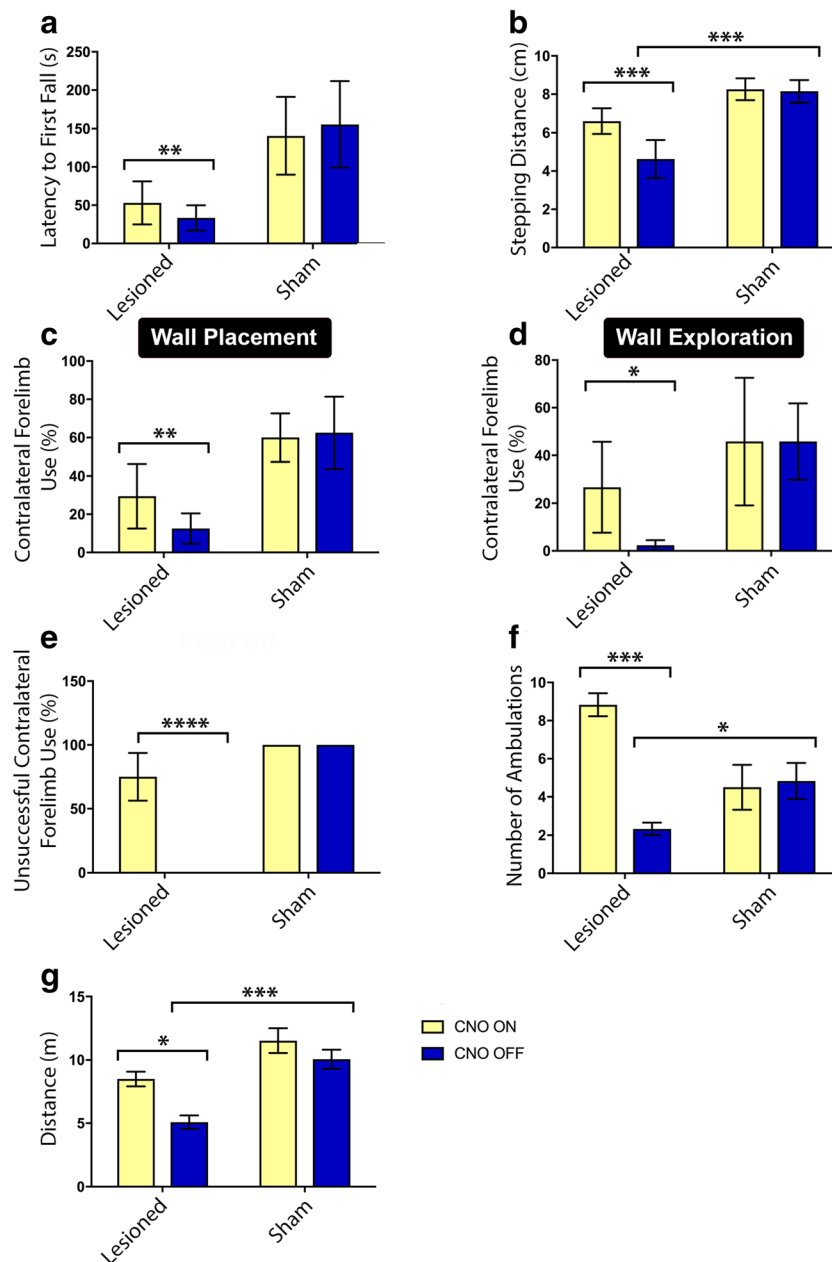 a
Latency to First Fall (s)
250
200
150
100
50
0
**
Lesioned
Sham
b
Stepping Distance (cm)
10
8
6
4
2
0
***
***
Lesioned
Sham
c
Wall Placement
Contralateral Forelimb
Use (%)
100
80
60
40
20
0
**
Lesioned
Sham
d
Wall Exploration
Contralateral Forelimb
Use (%)
80
60
40
20
0
*
Lesioned
Sham
e
Unsuccessful Contralateral
Forelimb Use (%)
150
100
50
0
****
Lesioned
Sham
f
Number of Ambulations
10
8
6
4
2
0
***
*
Lesioned
Sham
g
Distance (m)
15
10
5
0
*
***
Lesioned
Sham
CNO ON
CNO OFF